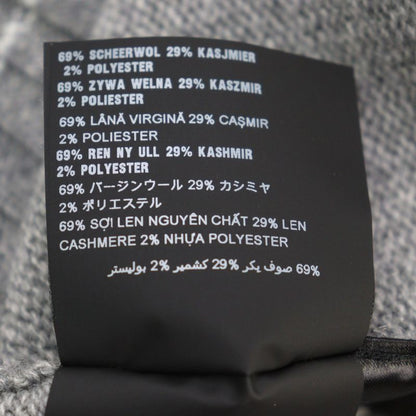 69% SCHEERWOL 29% KASJMIER
2% POLYESTER
69% ZYWA WELNA 29% KASZMIR
2% POLIESTER
69% LÂNĂ VIRGINĂ 29% CAŞMIR
2% POLIESTER
69% REN NY ULL 29% KASHMIR
2% POLYESTER
69% バージンウール 29% カシミヤ
2% ポリエステル
69% SỢI LEN NGUYÊN CHẤT 29% LEN
CASHMERE 2% NHỰA POLYESTER
69% صوف بكر 29% كشمير 2% بوليستر